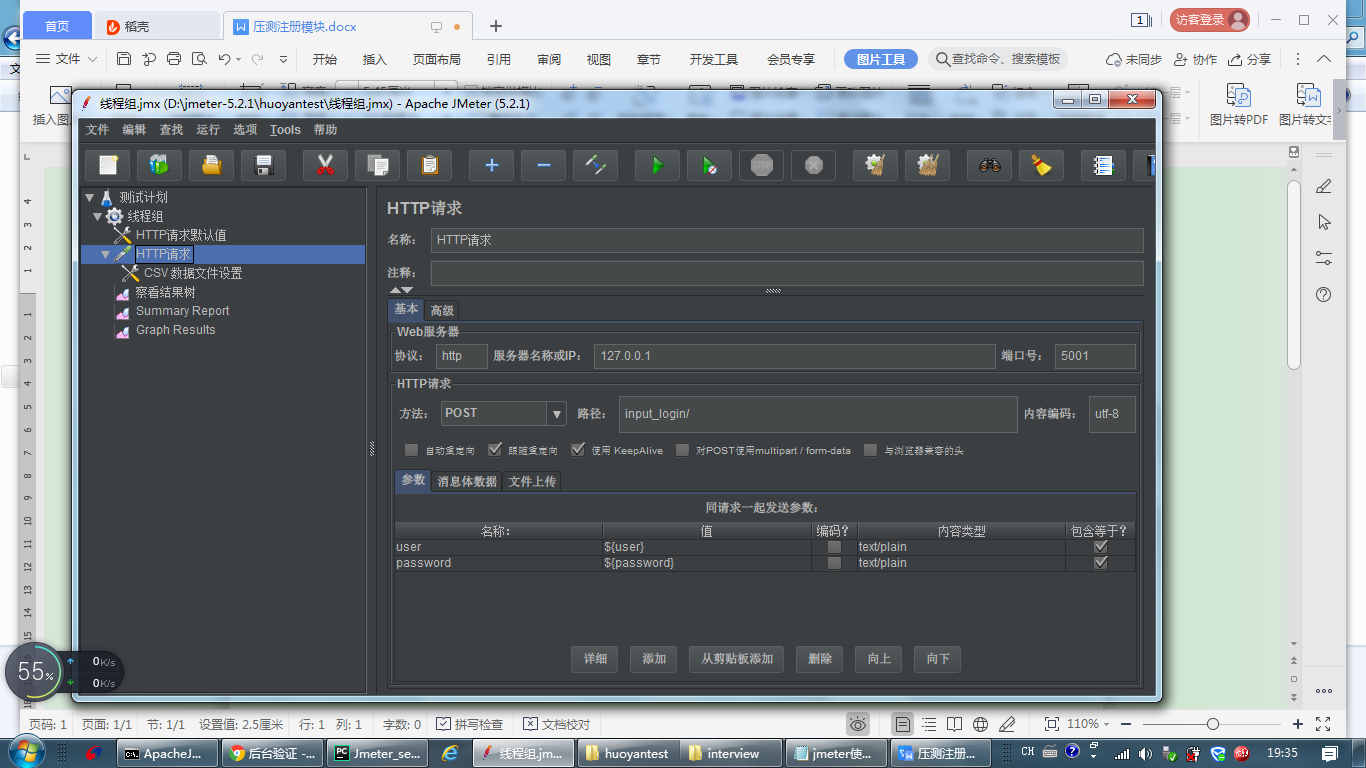 首页
稻壳
压测注册模块.docx
1
访客登录
文件
开始 插入 页面布局 引用 审阅 视图 章节 开发工具 会员专享
图片工具
查找命令、搜索模板
未同步 协作 分享
插入图
图片转PDF
图片转文
线程组.jmx (D:\jmeter-5.2.1\huoyantest\线程组.jmx) - Apache JMeter (5.2.1)
文件 编辑 查找 运行 选项 Tools 帮助
STOP
测试计划
线程组
HTTP请求默认值
HTTP请求
CSV 数据文件设置
察看结果树
Summary Report
Graph Results
HTTP请求
名称： HTTP请求
注释：
基本 高级
Web服务器
协议： http 服务器名称或IP： 127.0.0.1 端口号： 5001
HTTP请求
方法： POST 路径： input_login/ 内容编码： utf-8
自动重定向 跟随重定向 使用 KeepAlive 对POST使用multipart / form-data 与浏览器兼容的头
参数 消息体数据 文件上传
同请求一起发送参数：
名称： 值 编码? 内容类型 包含等于?
user ${user} text/plain
password ${password} text/plain
详细 添加 从剪贴板添加 删除 向上 向下
55%
0K/s
0K/s
页码: 1 页面: 1/1 节: 1/1 设置值: 2.5厘米 行: 1 列: 1 字数: 0 拼写检查 文档校对
110%
ApacheJ...
后台验证 -...
Jmeter_se...
线程组.jm...
huoyantest
interview
jmeter使...
压测注册...
CH
19:35